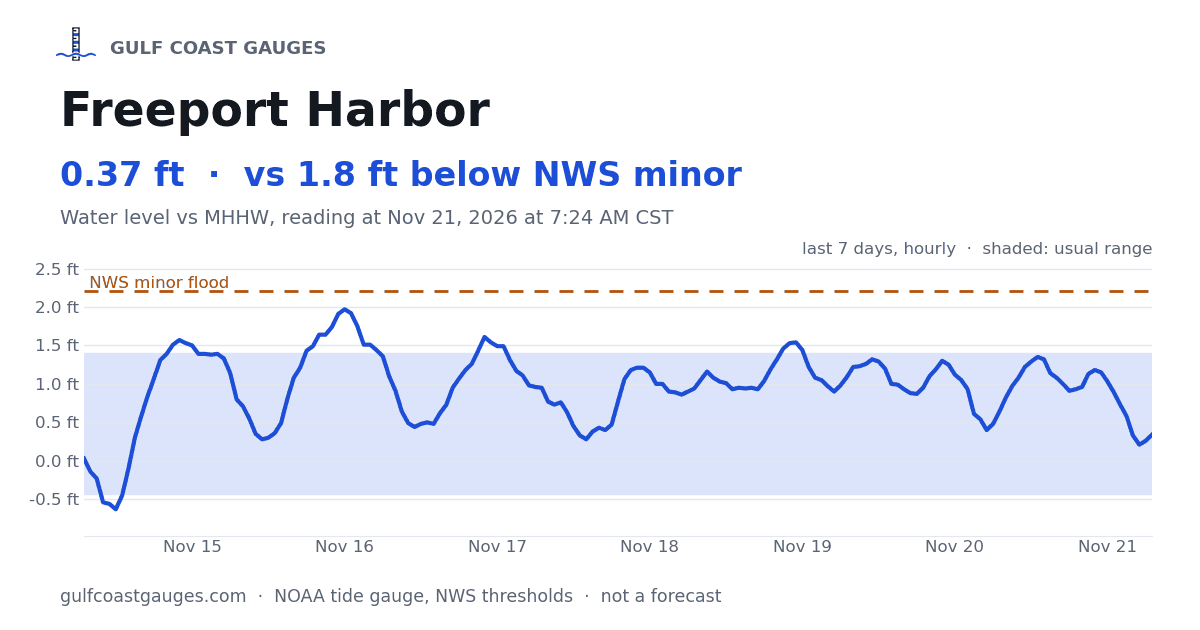 GULF COAST GAUGES
Freeport Harbor
0.37 ft · vs 1.8 ft below NWS minor
Water level vs MHHW, reading at Nov 21, 2026 at 7:24 AM CST
last 7 days, hourly · shaded: usual range
2.5 ft
NWS minor flood
2.0 ft
1.5 ft
1.0 ft
0.5 ft
0.0 ft
-0.5 ft
Nov 15 Nov 16 Nov 17 Nov 18 Nov 19 Nov 20 Nov 21
gulfcoastgauges.com · NOAA tide gauge, NWS thresholds · not a forecast